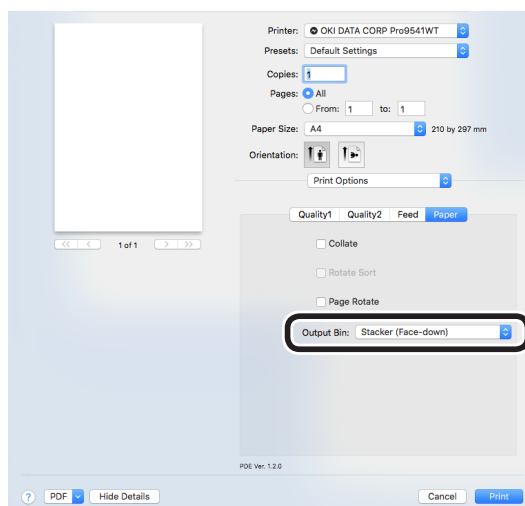 Printer: OKI DATA CORP Pro9541WT
Presets: Default Settings
Copies: 1
Pages: All
From: 1 to: 1
Paper Size: A4 210 by 297 mm
Orientation:
Print Options
Quality1 Quality2 Feed Paper
<< < 1 of 1 > >>
Collate
Rotate Sort
Page Rotate
Output Bin: Stacker (Face-down)
PDE Ver. 1.2.0
? PDF Hide Details Cancel Print